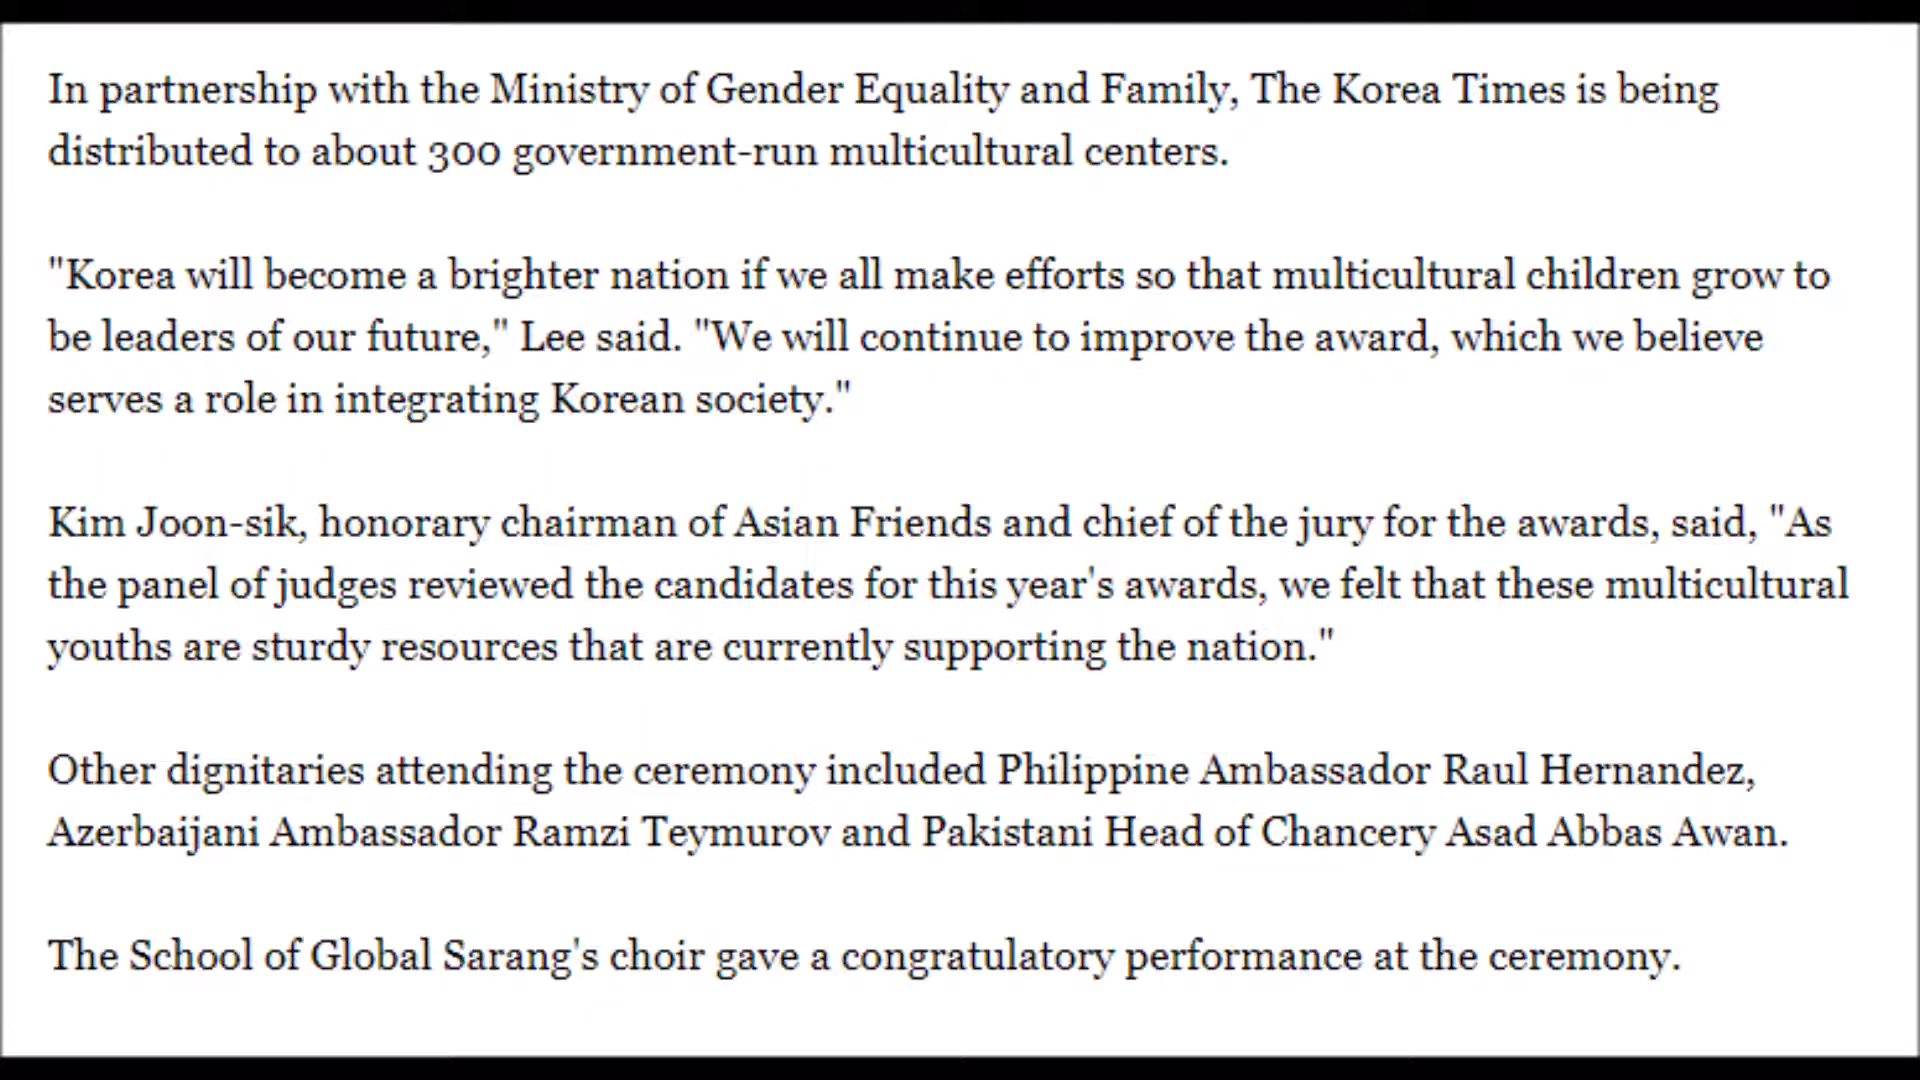 In partnership with the Ministry of Gender Equality and Family, The Korea Times is being
distributed to about 300 government-run multicultural centers.
"Korea will become a brighter nation if we all make efforts so that multicultural children grow to
be leaders of our future," Lee said. "We will continue to improve the award, which we believe
serves a role in integrating Korean society."
Kim Joon-sik, honorary chairman of Asian Friends and chief of the jury for the awards, said, "As
the panel of judges reviewed the candidates for this year's awards, we felt that these multicultural
youths are sturdy resources that are currently supporting the nation."
Other dignitaries attending the ceremony included Philippine Ambassador Raul Hernandez,
Azerbaijani Ambassador Ramzi Teymurov and Pakistani Head of Chancery Asad Abbas Awan.
The School of Global Sarang's choir gave a congratulatory performance at the ceremony.